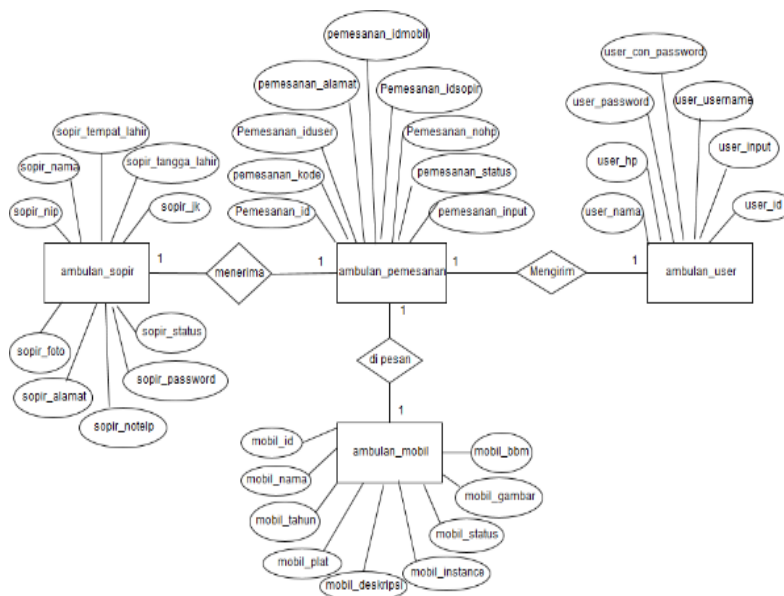 pemesanan_idmobil
user_con_password
pemesanan_alamat
Pemesanan_idsopir
user_password
user_username
sopir_tempat_lahir
Pemesanan_iduser
Pemesanan_nohp
sopir_nama
sopir_tangga_lahir
user_hp
user_input
pemesanan_kode
pemesanan_status
sopir_nip
sopir_jk
Pemesanan_id
pemesanan_input
user_nama
user_id
ambulan_sopir
1
menerima
1
ambulan_pemesanan
1
Mengirim
1
ambulan_user
1
sopir_foto
sopir_status
di pesan
sopir_alamat
sopir_password
sopir_notelp
1
mobil_id
ambulan_mobil
mobil_bbm
mobil_nama
mobil_gambar
mobil_tahun
mobil_status
mobil_plat
mobil_deskripsi
mobil_instance